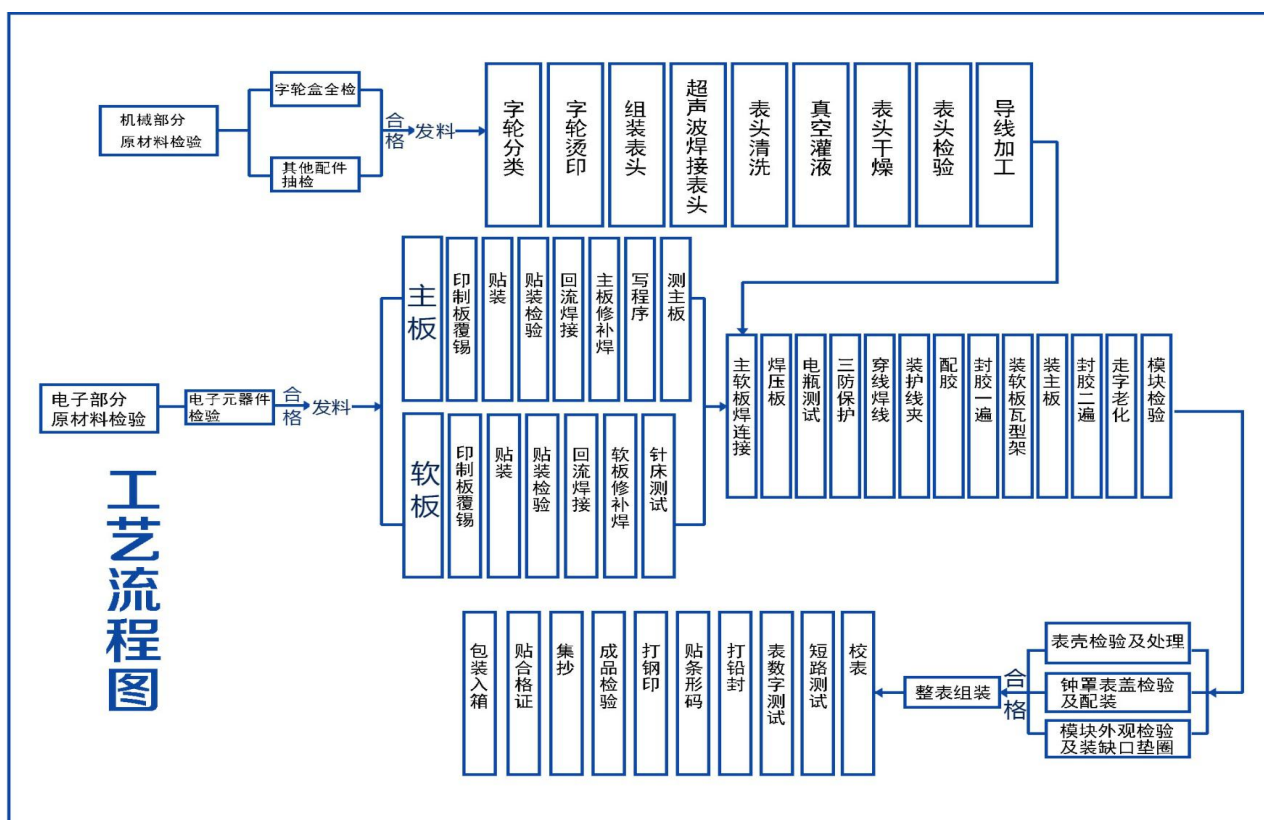 机械部分
原材料检验
字轮盒全检
其他配件
抽检
合格
发料
字轮分类
字轮烫印
组装表头
超声波焊接表头
表头清洗
真空灌液
表头干燥
表头检验
导线加工
电子部分
原材料检验
电子元器件
检验
合格
发料
主板
印制板覆锡
贴装
贴装检验
回流焊接
主板修补焊
写程序
测主板
软板
印制板覆锡
贴装
贴装检验
回流焊接
软板修补焊
针床测试
主软板焊连接
焊压板
电瓶测试
三防保护
穿线焊线
装护线夹
配胶
封胶一遍
装软板瓦型架
装主板
封胶二遍
走字老化
模块检验
表壳检验及处理
钟罩表盖检验
及配装
模块外观检验
及装缺口垫圈
合格
整表组装
校表
短路测试
表数字测试
打铅封
贴条形码
打钢印
成品检验
集抄
贴合格证
包装入箱
工艺流程图